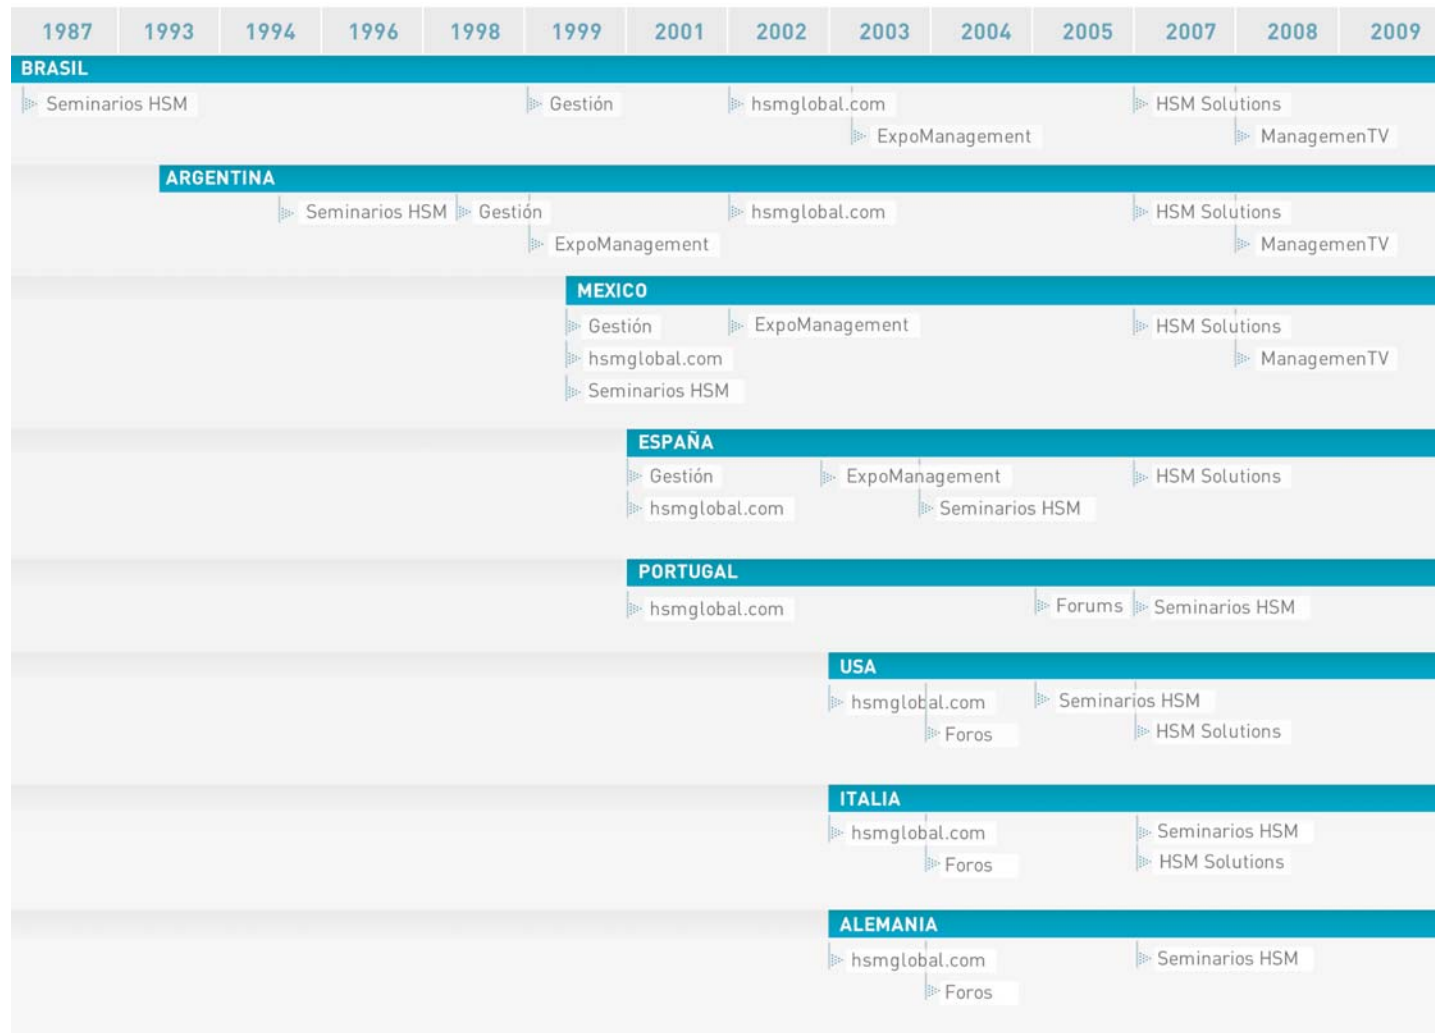 1987 1993 1994 1996 1998 1999 2001 2002 2003 2004 2005 2007 2008 2009
BRASIL
Seminarios HSM Gestión hsmglobal.com HSM Solutions
ExpoManagement ManagemenTV
ARGENTINA
Seminarios HSM Gestión hsmglobal.com HSM Solutions
ExpoManagement ManagemenTV
MEXICO
Gestión ExpoManagement HSM Solutions
hsmglobal.com ManagemenTV
Seminarios HSM
ESPAÑA
Gestión ExpoManagement HSM Solutions
hsmglobal.com Seminarios HSM
PORTUGAL
hsmglobal.com Forums Seminarios HSM
USA
hsmglobal.com Seminarios HSM
Foros HSM Solutions
ITALIA
hsmglobal.com Seminarios HSM
Foros HSM Solutions
ALEMANIA
hsmglobal.com Seminarios HSM
Foros